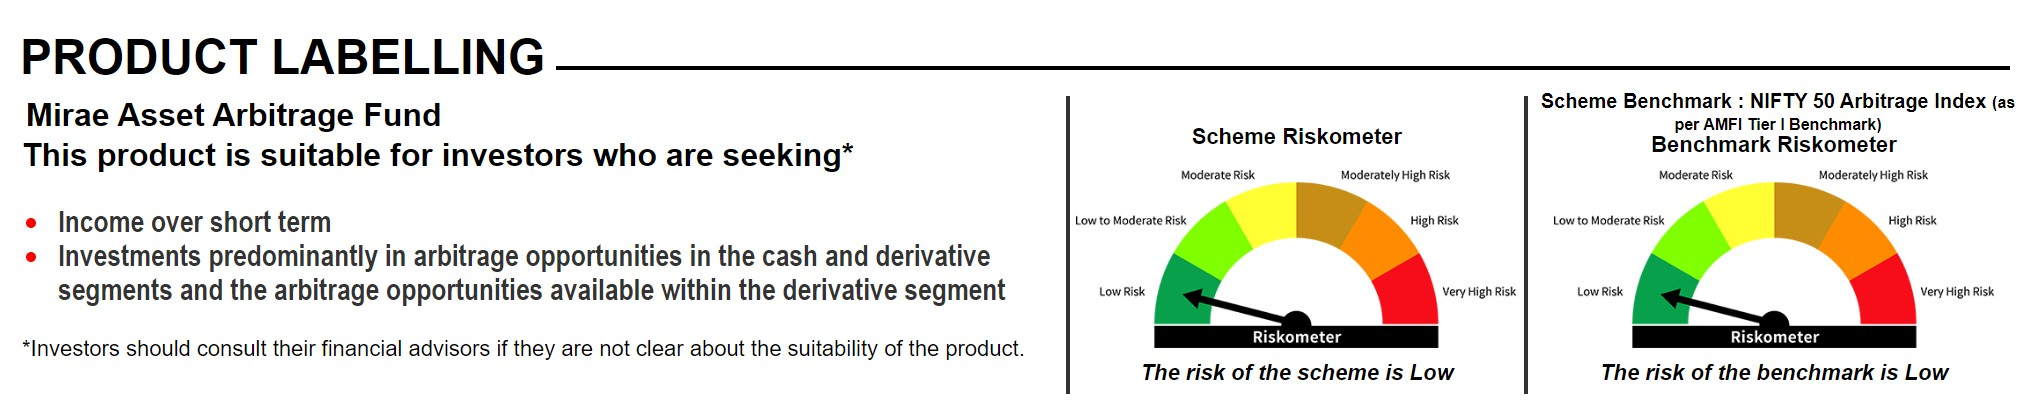 PRODUCT LABELLING
Mirae Asset Arbitrage Fund
This product is suitable for investors who are seeking*
• Income over short term
• Investments predominantly in arbitrage opportunities in the cash and derivative
segments and the arbitrage opportunities available within the derivative segment
*Investors should consult their financial advisors if they are not clear about the suitability of the product.
Scheme Riskometer
Moderate Risk
Moderately High Risk
Low to Moderate Risk
High Risk
Low Risk
Very High Risk
Riskometer
The risk of the scheme is Low
Scheme Benchmark : NIFTY 50 Arbitrage Index (as
per AMFI Tier I Benchmark)
Benchmark Riskometer
Moderate Risk
Moderately High Risk
Low to Moderate Risk
High Risk
Low Risk
Very High Risk
Riskometer
The risk of the benchmark is Low